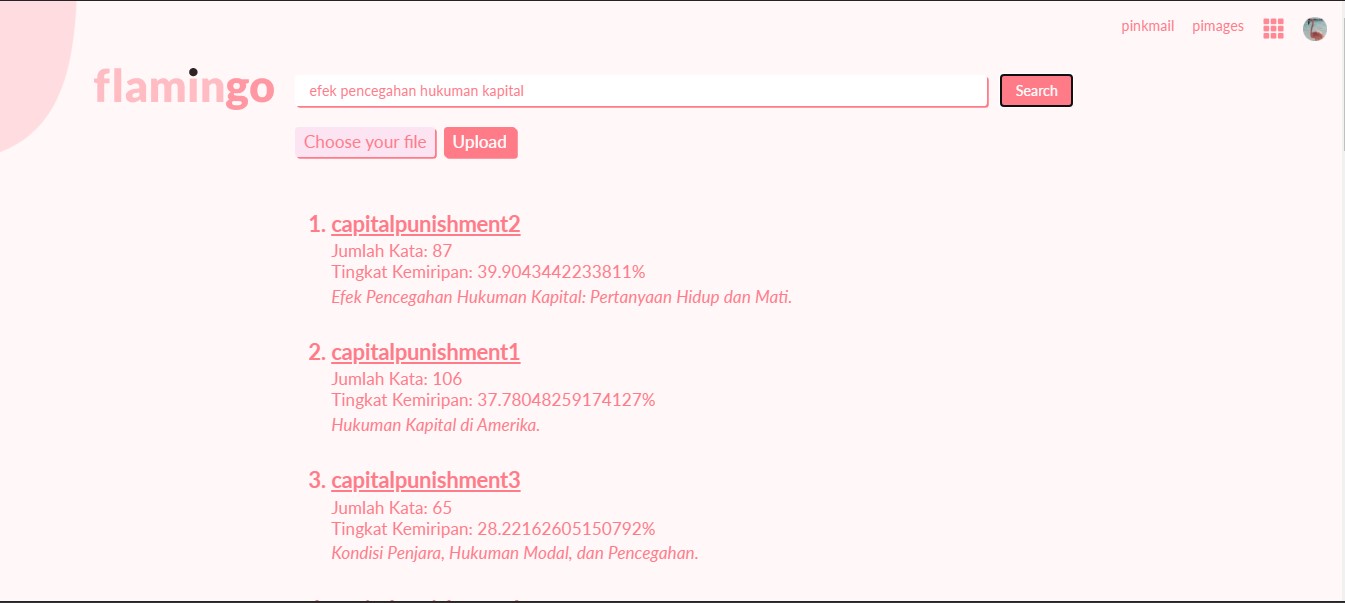 pinkmail pimages
flamingo
efek pencegahan hukuman kapital
Search
Choose your file
Upload
1. capitalpunishment2
Jumlah Kata: 87
Tingkat Kemiripan: 39.9043442233811%
Efek Pencegahan Hukuman Kapital: Pertanyaan Hidup dan Mati.
2. capitalpunishment1
Jumlah Kata: 106
Tingkat Kemiripan: 37.78048259174127%
Hukuman Kapital di Amerika.
3. capitalpunishment3
Jumlah Kata: 65
Tingkat Kemiripan: 28.221626051507​92%
Kondisi Penjara, Hukuman Modal, dan Pencegahan.